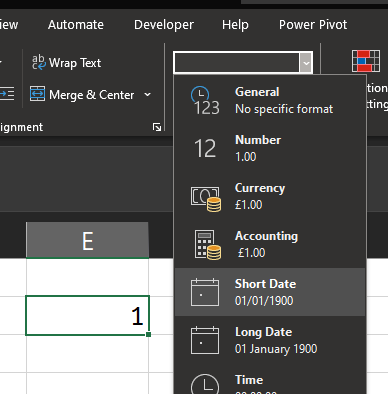 iew Automate Developer Help Power Pivot
ab Wrap Text
c
Merge & Center
ignment
General
123
No specific format
12
Number
1.00
Currency
£1.00
Accounting
£1.00
Short Date
01/01/1900
Long Date
01 January 1900
Time
tion
tting
E
1